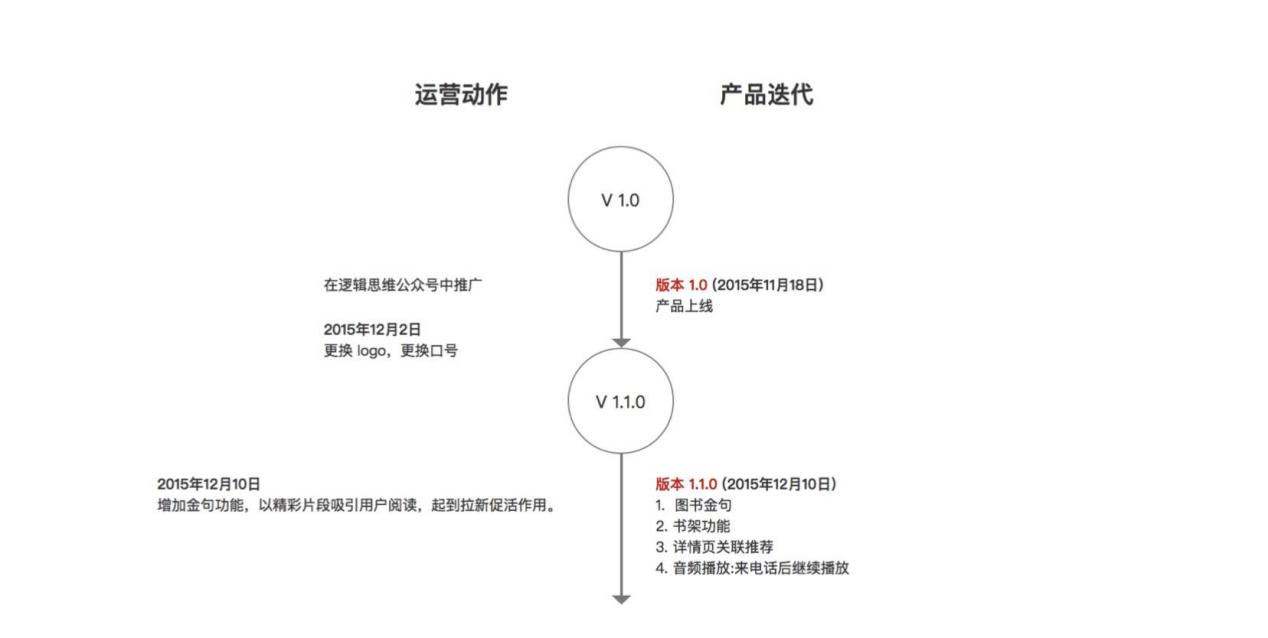 运营动作
产品迭代
V 1.0
在逻辑思维公众号中推广
版本 1.0 (2015年11月18日)
产品上线
2015年12月2日
更换 logo，更换口号
V 1.1.0
2015年12月10日
增加金句功能，以精彩片段吸引用户阅读，起到拉新促活作用。
版本 1.1.0 (2015年12月10日)
1. 图书金句
2. 书架功能
3. 详情页关联推荐
4. 音频播放:来电话后继续播放